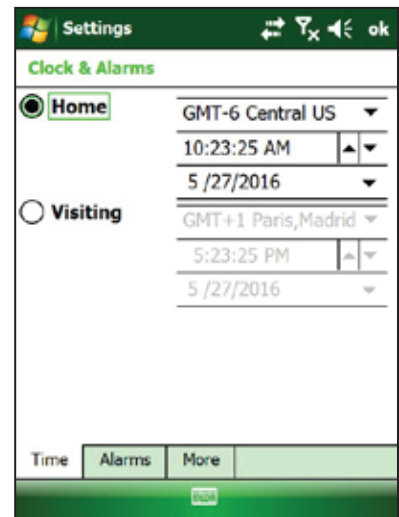 Settings ok
Clock & Alarms
Home
GMT-6 Central US
10:23:25 AM
5 /27/2016
Visiting
GMT+1 Paris,Madrid
5:23:25 PM
5 /27/2016
Time Alarms More